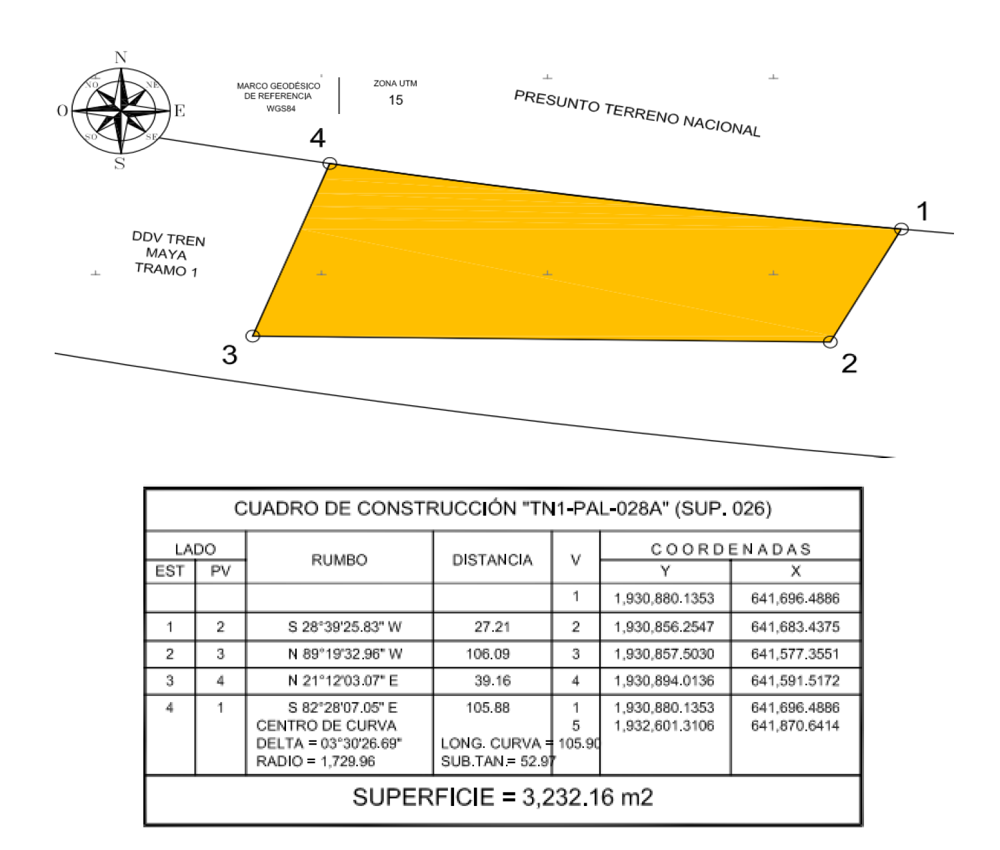 N
NO
NE
O
E
SO
SE
S
MARCO GEODÉSICO
DE REFERENCIA
WGS84
ZONA UTM
15
PRESUNTO TERRENO NACIONAL
4
1
DDV TREN
MAYA
TRAMO 1
3
2
CUADRO DE CONSTRUCCIÓN "TN1-PAL-028A" (SUP. 026)
LADO RUMBO DISTANCIA V COORDENADAS
EST PV Y X
1 1,930,880.1353 641,696.4886
1 2 S 28°39'25.83" W 27.21 2 1,930,856.2547 641,683.4375
2 3 N 89°19'32.96" W 106.09 3 1,930,857.5030 641,577.3551
3 4 N 21°12'03.07" E 39.16 4 1,930,894.0136 641,591.5172
4 1 S 82°28'07.05" E 105.88 1 1,930,880.1353 641,696.4886
CENTRO DE CURVA 5 1,932,601.3106 641,870.6414
DELTA = 03°30'26.69" LONG. CURVA = 105.90
RADIO = 1,729.96 SUB.TAN.= 52.97
SUPERFICIE = 3,232.16 m2